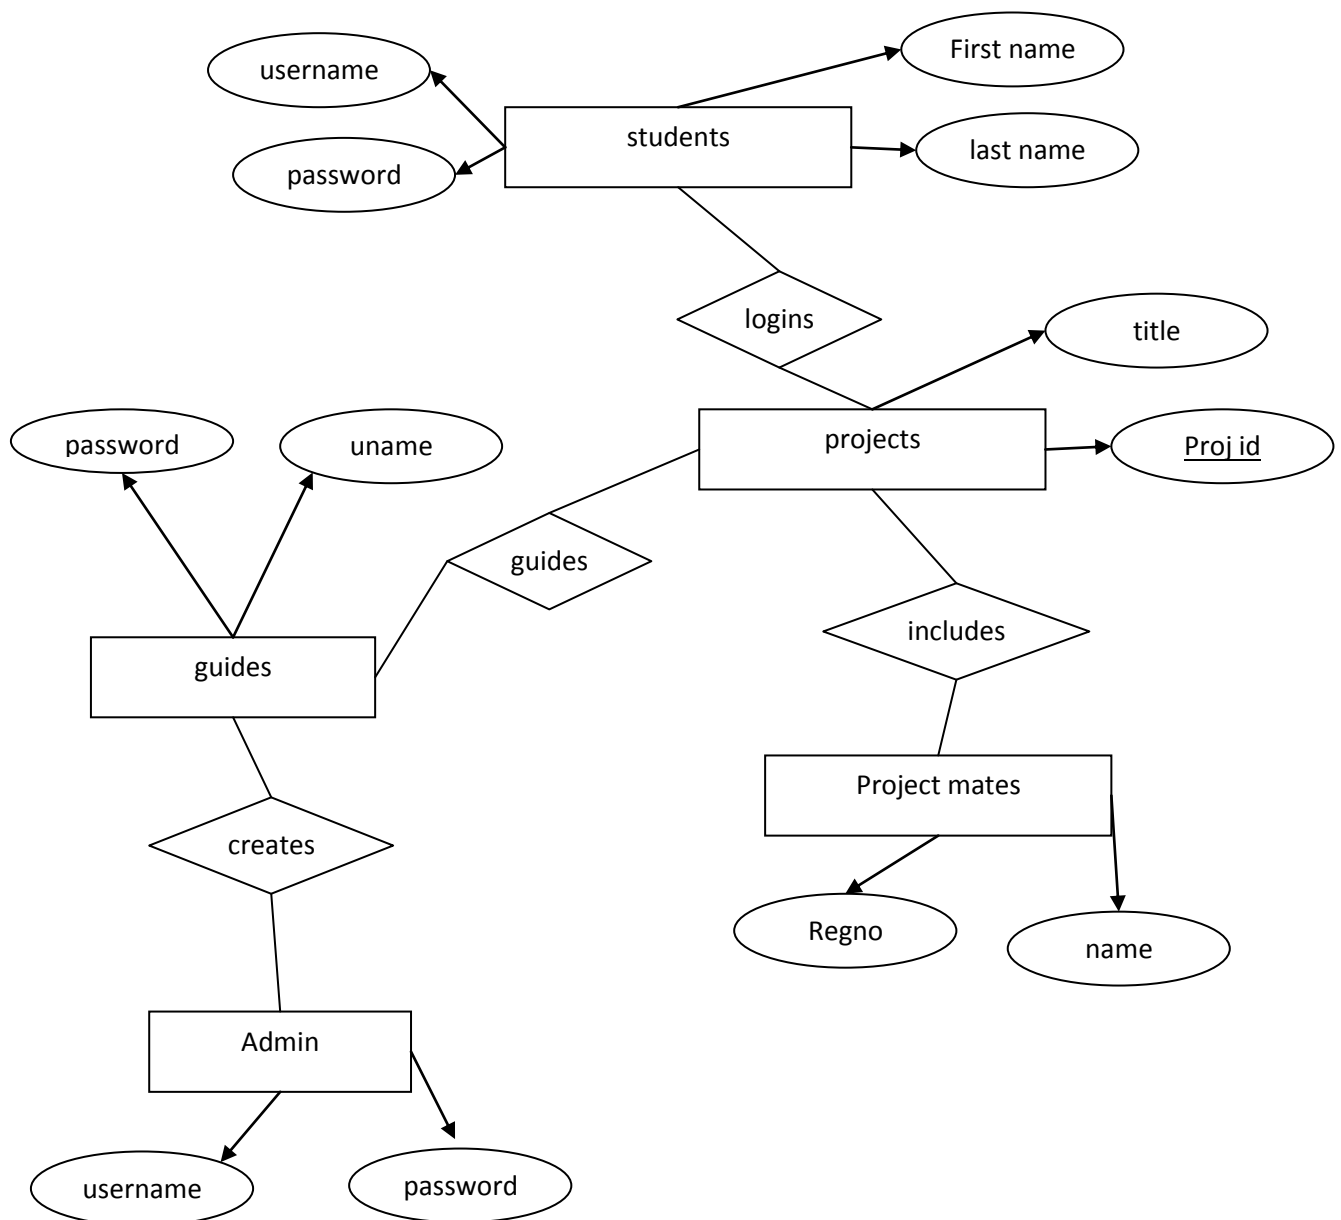 First name
username
students
last name
password
logins
title
password
uname
projects
Proj id
guides
guides
includes
Project mates
creates
Regno
name
Admin
username
password